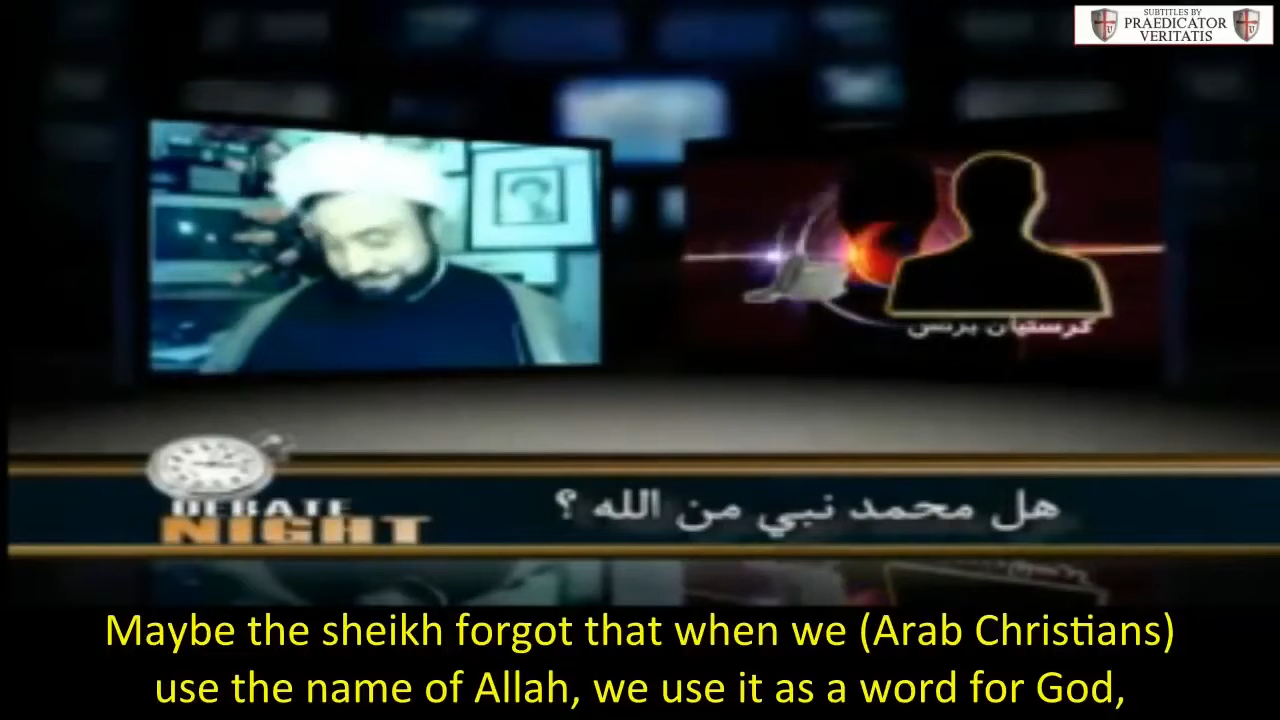 SUBTITLES BY
PRAEDICATOR
VERITATIS
كرستيان برنس
DEBATE
NIGHT
هل محمد نبي من الله ؟
Maybe the sheikh forgot that when we (Arab Christians)
use the name of Allah, we use it as a word for God,